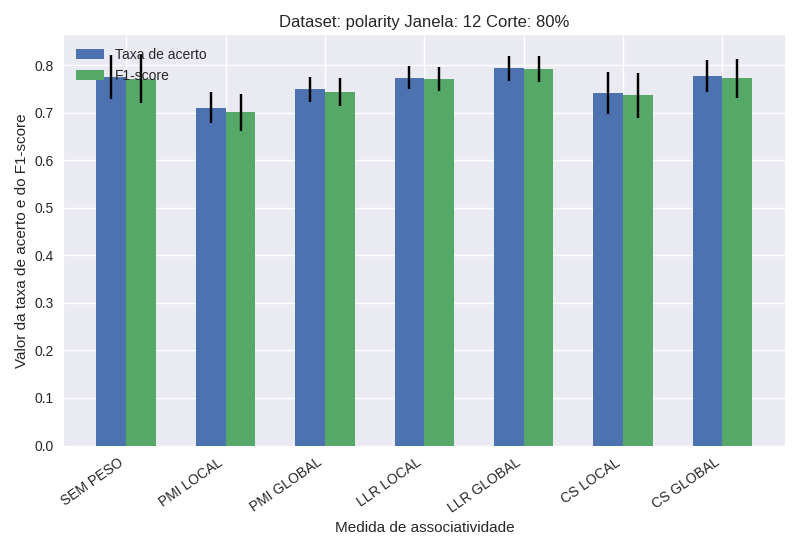 Dataset: polarity Janela: 12 Corte: 80%
Taxa de acerto
F1-score
Valor da taxa de acerto e do F1-score
0.8
0.7
0.6
0.5
0.4
0.3
0.2
0.1
0.0
SEM PESO
PMI LOCAL
PMI GLOBAL
LLR LOCAL
LLR GLOBAL
CS LOCAL
CS GLOBAL
Medida de associatividade